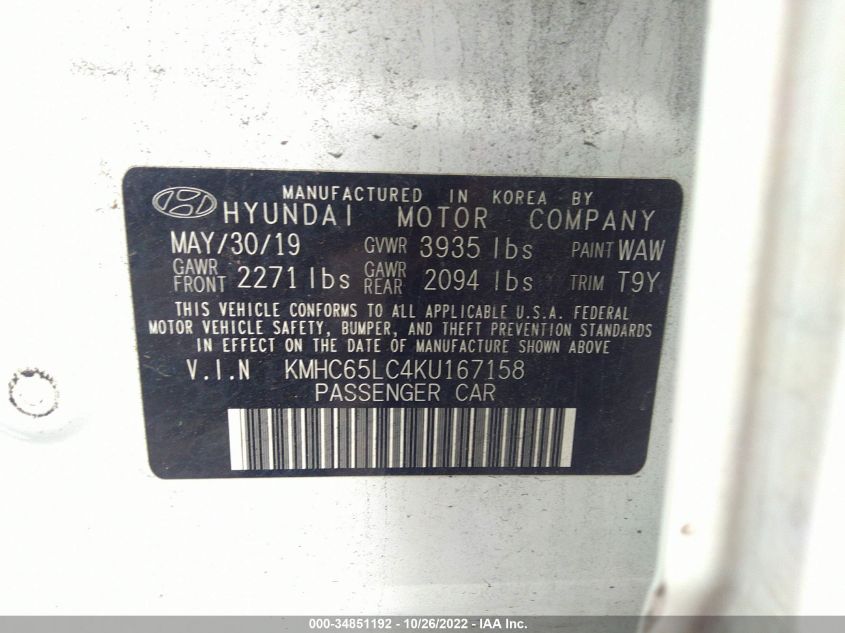 MANUFACTURED IN KOREA BY
HYUNDAI MOTOR COMPANY
MAY/30/19 GVWR 3935 lbs PAINT WAW
GAWR FRONT 2271 lbs GAWR REAR 2094 lbs TRIM T9Y
THIS VEHICLE CONFORMS TO ALL APPLICABLE U.S.A. FEDERAL
MOTOR VEHICLE SAFETY, BUMPER, AND THEFT PREVENTION STANDARDS
IN EFFECT ON THE DATE OF MANUFACTURE SHOWN ABOVE
V.I.N KMHC65LC4KU167158
PASSENGER CAR
000-34851192 - 10/26/2022 - IAA Inc.